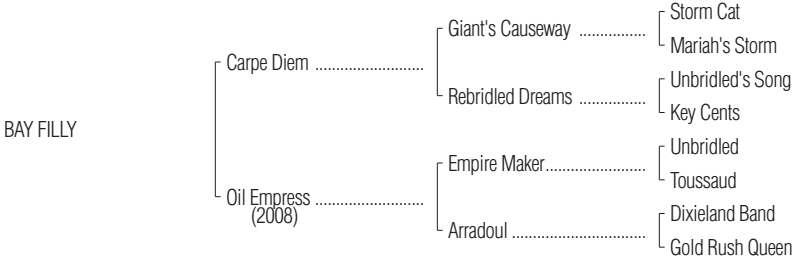 Storm Cat
Giant's Causeway ................
Mariah's Storm
Carpe Diem ..........................
Unbridled's Song
Rebridled Dreams ................
Key Cents
BAY FILLY
Unbridled
Empire Maker........................
Toussaud
Oil Empress ..........................
(2008)
Dixieland Band
Arradoul ................................
Gold Rush Queen